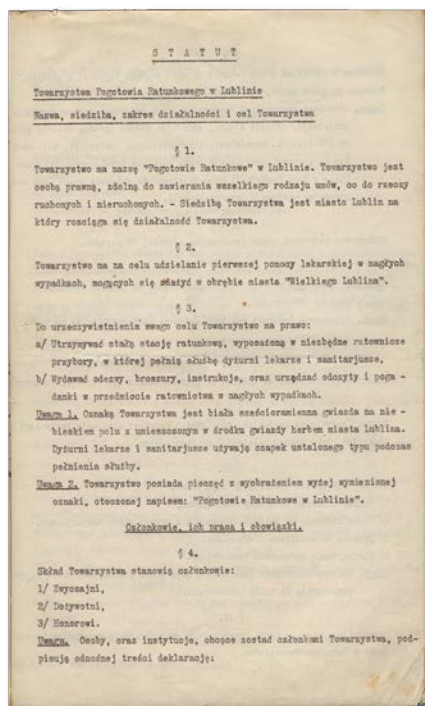 S T A T U T
Towarzystwa Pogotowia Ratunkowego w Lublinie
Nazwa, siedziba, zakres działalności i cel Towarzystwa
§ 1.
Towarzystwo ma nazwę "Pogotowie Ratunkowe" w Lublinie. Towarzystwo jest
osobą prawną, zdolną do zawierania wszelkiego rodzaju umów, co do rzeczy
ruchomych i nieruchomych. - Siedzibą Towarzystwa jest miasto Lublin na
który rozciąga się działalność Towarzystwa.
§ 2.
Towarzystwo ma na celu udzielanie pierwszej pomocy lekarskiej w nagłych
wypadkach, mogących się zdażyć w obrębie miasta "Wielkiego Lublina".
§ 3.
Do urzeczywistnienia swego celu Towarzystwo ma prawo:
a/ Utrzymywać stałą stację ratunkową, wyposażoną w niezbędne ratownicze
przybory, w której pełnią służbę dyżurni lekarze i sanitarjusze,
b/ Wydawać odezwy, broszury, instrukcje, oraz urządzać odczyty i poga -
danki w przedmiocie ratownictwa w nagłych wypadkach.
Uwaga 1. Oznaką Towarzystwa jest biała sześcioramienna gwiazda na nie -
bieskiem polu z umieszczonym w środku gwiazdy herbem miasta Lublina.
Dyżurni lekarze i sanitarjusze używają czapek ustalonego typu podczas
pełnienia służby.
Uwaga 2. Towarzystwo posiada pieczęć z wyobrażeniem wyżej wymienionej
oznaki, otoczonej napisem: "Pogotowie Ratunkowe w Lublinie".
Członkowie, ich praca i obowiązki.
§ 4.
Skład Towarzystwa stanowią członkowie:
1/ Zwyczajni,
2/ Dożywotni,
3/ Honorowi.
Uwaga. Osoby, oraz instytucje, chcące zostać członkami Towarzystwa, pod-
pisują odnośnej treści deklarację: